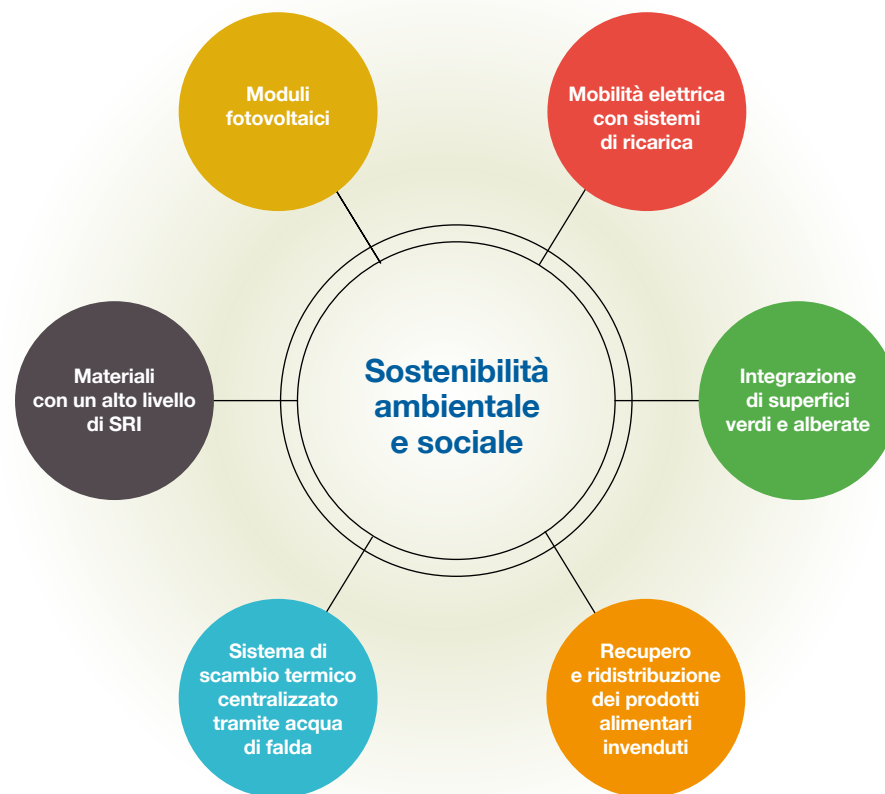 Moduli
fotovoltaici
Mobilità elettrica
con sistemi
di ricarica
Materiali
con un alto livello
di SRI
Sostenibilità
ambientale
e sociale
Integrazione
di superfici
verdi e alberate
Sistema di
scambio termico
centralizzato
tramite acqua
di falda
Recupero
e ridistribuzione
dei prodotti
alimentari
invenduti